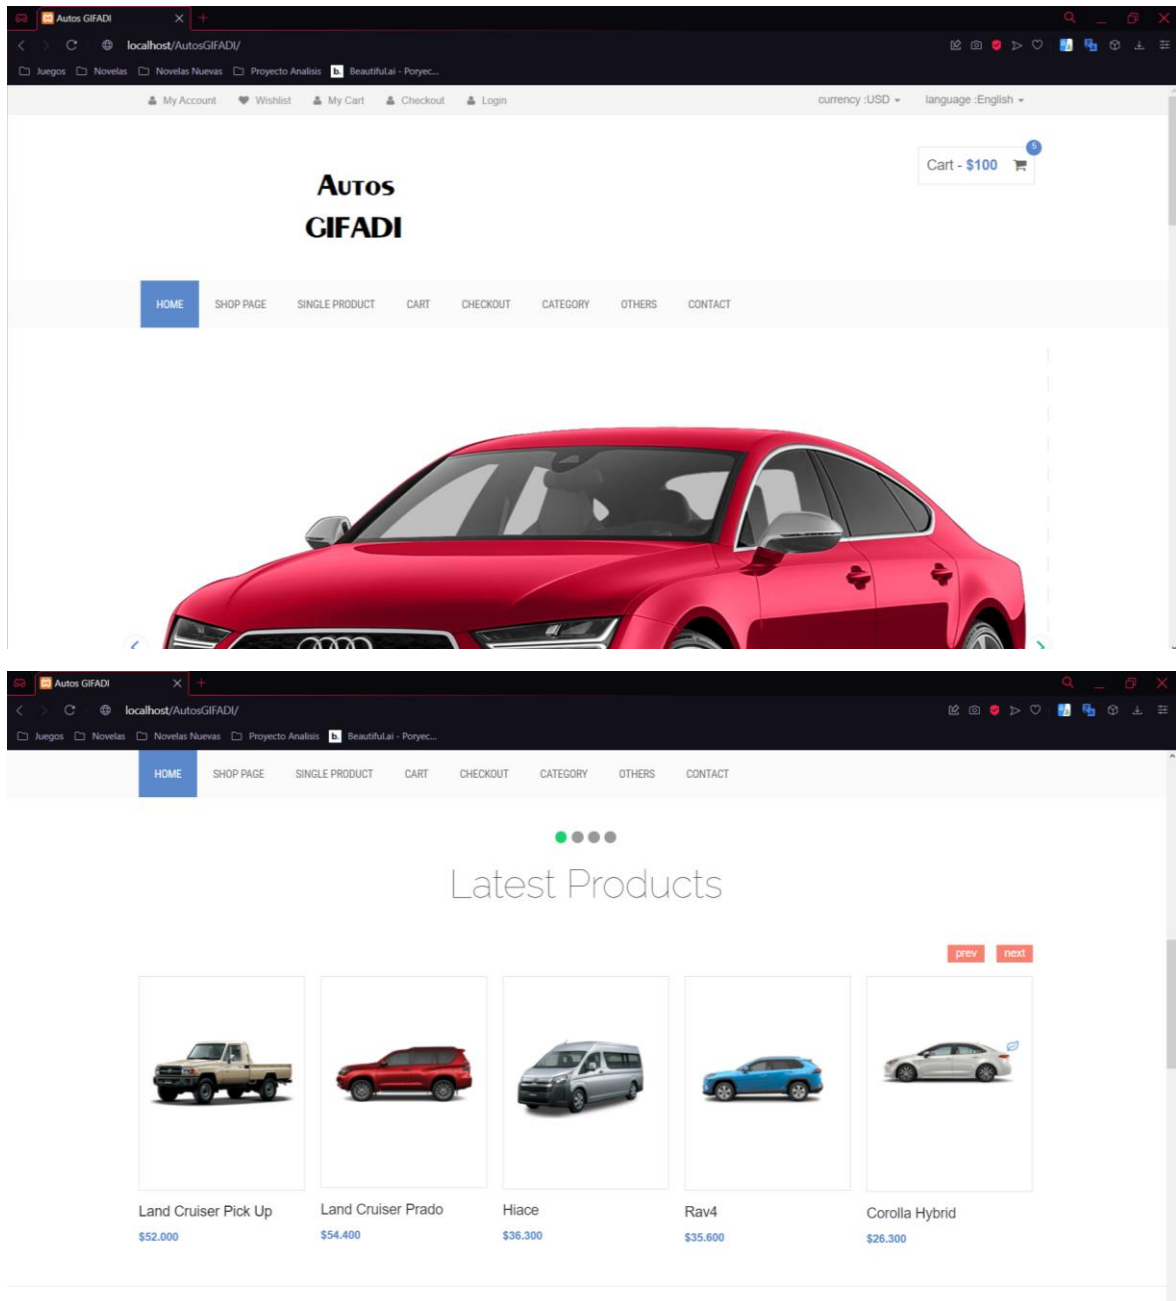 Autos GIFADI
localhost/AutosGIFADI/
Juegos Novelas Novelas Nuevas Proyecto Analisis b. Beautiful.ai - Poryec...
My Account Wishlist My Cart Checkout Login currency :USD language :English
5
Cart - $100
Autos
GIFADI
HOME SHOP PAGE SINGLE PRODUCT CART CHECKOUT CATEGORY OTHERS CONTACT
Autos GIFADI
localhost/AutosGIFADI/
Juegos Novelas Novelas Nuevas Proyecto Analisis b. Beautiful.ai - Poryec...
HOME SHOP PAGE SINGLE PRODUCT CART CHECKOUT CATEGORY OTHERS CONTACT
Latest Products
prev next
Land Cruiser Pick Up Land Cruiser Prado Hiace Rav4 Corolla Hybrid
$52.000 $54.400 $36.300 $35.600 $26.300